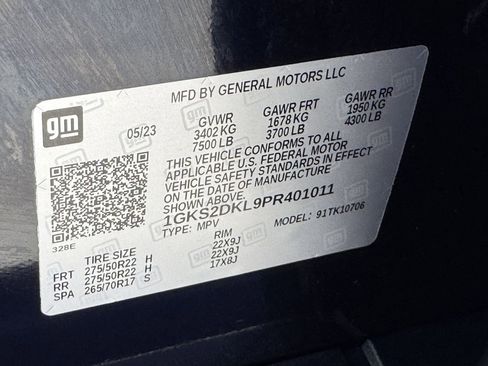 gm
MFD BY GENERAL MOTORS LLC
05/23 GVWR GAWR FRT GAWR RR
3402 KG 1678 KG 1950 KG
7500 LB 3700 LB 4300 LB
THIS VEHICLE CONFORMS TO ALL
APPLICABLE U.S. FEDERAL MOTOR
VEHICLE SAFETY STANDARDS IN EFFECT
ON THE DATE OF MANUFACTURE
SHOWN ABOVE.
1GKS2DKL9PR401011
TYPE: MPV MODEL: 91TK10706
328E
TIRE SIZE RIM
FRT 275/50R22 H 22X9J
RR 275/50R22 H 22X9J
SPA 265/70R17 S 17X8J